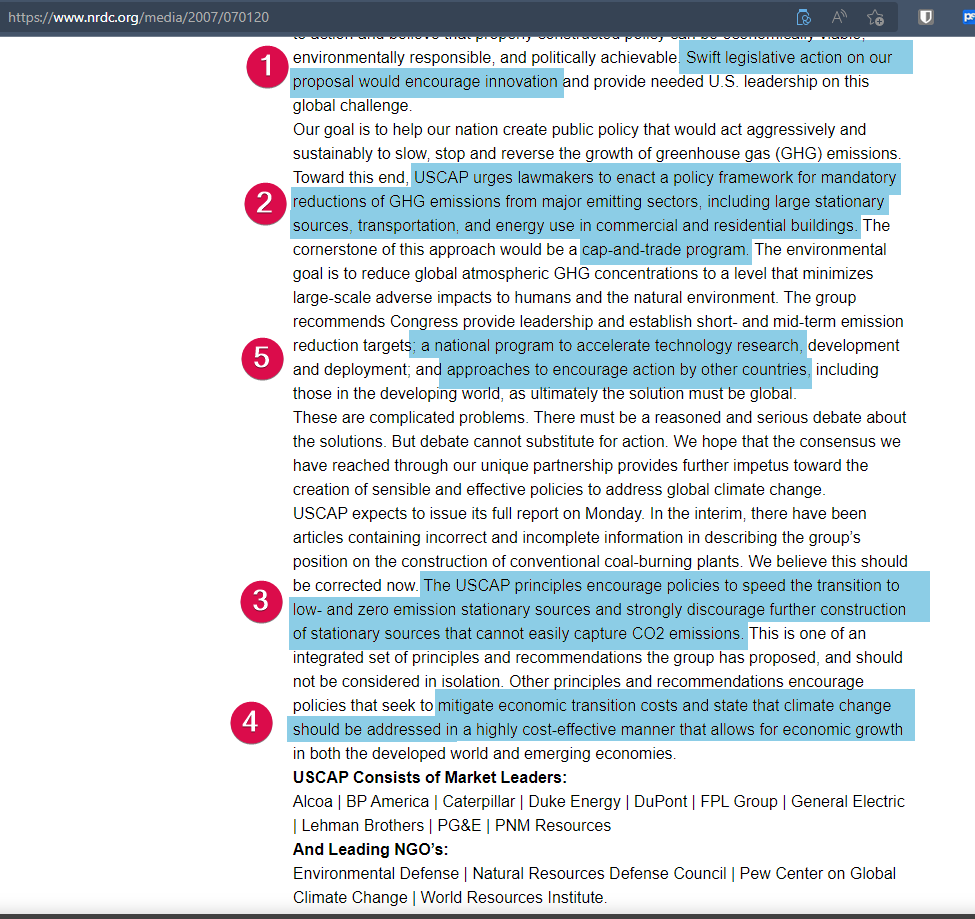 https://www.nrdc.org/media/2007/070120
to action and believe that properly constructed policy can be economically viable,
1
environmentally responsible, and politically achievable. Swift legislative action on our
proposal would encourage innovation and provide needed U.S. leadership on this
global challenge.
Our goal is to help our nation create public policy that would act aggressively and
sustainably to slow, stop and reverse the growth of greenhouse gas (GHG) emissions.
Toward this end, USCAP urges lawmakers to enact a policy framework for mandatory
2
reductions of GHG emissions from major emitting sectors, including large stationary
sources, transportation, and energy use in commercial and residential buildings. The
cornerstone of this approach would be a cap-and-trade program. The environmental
goal is to reduce global atmospheric GHG concentrations to a level that minimizes
large-scale adverse impacts to humans and the natural environment. The group
recommends Congress provide leadership and establish short- and mid-term emission
reduction targets; a national program to accelerate technology research, development
5
and deployment; and approaches to encourage action by other countries, including
those in the developing world, as ultimately the solution must be global.
These are complicated problems. There must be a reasoned and serious debate about
the solutions. But debate cannot substitute for action. We hope that the consensus we
have reached through our unique partnership provides further impetus toward the
creation of sensible and effective policies to address global climate change.
USCAP expects to issue its full report on Monday. In the interim, there have been
articles containing incorrect and incomplete information in describing the group's
position on the construction of conventional coal-burning plants. We believe this should
be corrected now. The USCAP principles encourage policies to speed the transition to
3
low- and zero emission stationary sources and strongly discourage further construction
of stationary sources that cannot easily capture CO2 emissions. This is one of an
integrated set of principles and recommendations the group has proposed, and should
not be considered in isolation. Other principles and recommendations encourage
policies that seek to mitigate economic transition costs and state that climate change
4
should be addressed in a highly cost-effective manner that allows for economic growth
in both the developed world and emerging economies.
USCAP Consists of Market Leaders:
Alcoa | BP America | Caterpillar | Duke Energy | DuPont | FPL Group | General Electric
| Lehman Brothers | PG&E | PNM Resources
And Leading NGO's:
Environmental Defense | Natural Resources Defense Council | Pew Center on Global
Climate Change | World Resources Institute.